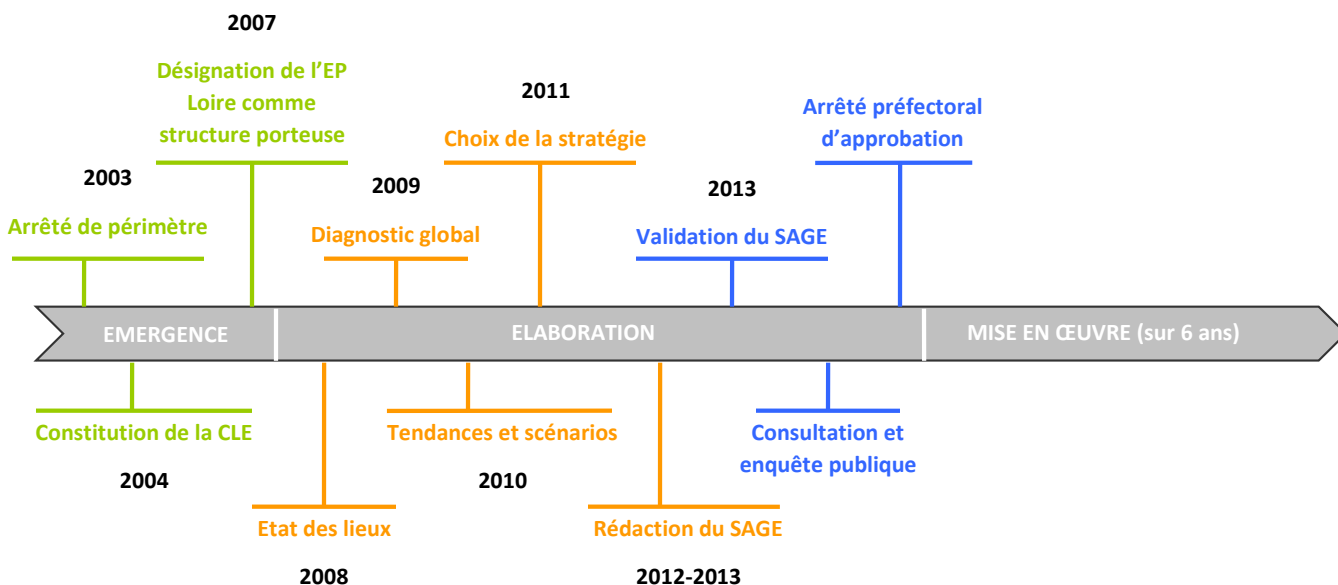 2007
Désignation de l’EP
Loire comme
structure porteuse
2003
Arrêté de périmètre
2009
Diagnostic global
2011
Choix de la stratégie
2013
Validation du SAGE
Arrêté préfectoral
d’approbation
EMERGENCE
ELABORATION
MISE EN ŒUVRE (sur 6 ans)
Constitution de la CLE
2004
Etat des lieux
2008
Tendances et scénarios
2010
Rédaction du SAGE
2012-2013
Consultation et
enquête publique